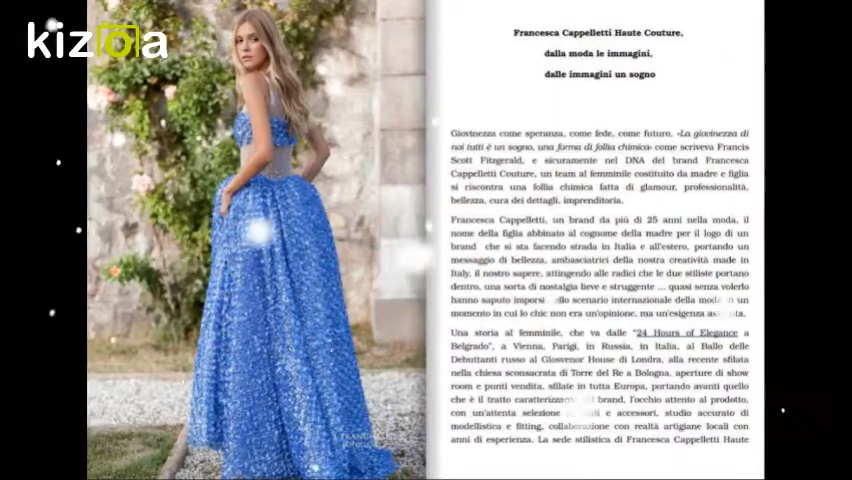 kizoa
Francesca Cappelletti Haute Couture,
dalla moda le immagini,
dalle immagini un sogno
Giovinezza come speranza, come fede, come futuro, «La giovinezza di
noi tutti è un sogno, una forma di follia chimica» come scriveva Francis
Scott Fitzgerald, e sicuramente nel DNA del brand Francesca
Cappelletti Couture, un team al femminile costituito da madre e figlia
si riscontra una follia chimica fatta di glamour, professionalità,
bellezza, cura dei dettagli, imprenditoria.
Francesca Cappelletti, un brand da più di 25 anni nella moda, il
nome della figlia abbinato al cognome della madre per il logo di un
brand che si sta facendo strada in Italia e all'estero, portando un
messaggio di bellezza, ambasciatrici della nostra creatività made in
Italy, il nostro sapere, attingendo alle radici che le due stiliste portano
dentro, una sorta di nostalgia lieve e struggente ... quasi senza volerlo
hanno saputo imporsi scenario internazionale della moda in un
momento in cui lo chic non era un'opinione, ma un'esigenza
Una storia al femminile, che va dalle "24 Hours of Elegance a
Belgrado", a Vienna, Parigi, in Russia, in Italia, al Ballo delle
Debuttanti russo al Glosvenor House di Londra, alla recente sfilata
nella chiesa sconsacrata di Torre del Re a Bologna, aperture di show
room e punti vendita, sfilate in tutta Europa, portando avanti quello
che è il tratto brand, l'occhio attento al prodotto,
con un'attenta selezione e accessori, studio accurato di
modellistica e fitting, collaborazione con realtà artigiane locali con
anni di esperienza. La sede stilistica di Francesca Cappelletti Haute